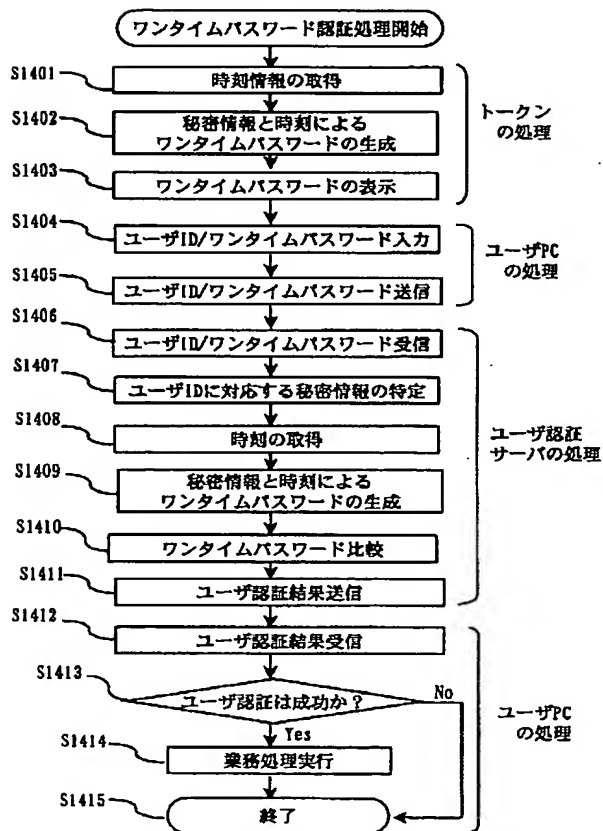 ワンタイムパスワード認証処理開始
S1401
時刻情報の取得
S1402
秘密情報と時刻による
ワンタイムパスワードの生成
トークン
の処理
S1403
ワンタイムパスワードの表示
S1404
ユーザID/ワンタイムパスワード入力
ユーザPC
の処理
S1405
ユーザID/ワンタイムパスワード送信
S1406
ユーザID/ワンタイムパスワード受信
S1407
ユーザIDに対応する秘密情報の特定
S1408
時刻の取得
ユーザ認証
サーバの処理
S1409
秘密情報と時刻による
ワンタイムパスワードの生成
S1410
ワンタイムパスワード比較
S1411
ユーザ認証結果送信
S1412
ユーザ認証結果受信
S1413
ユーザ認証は成功か?
No
Yes
ユーザPC
の処理
S1414
業務処理実行
S1415
終了